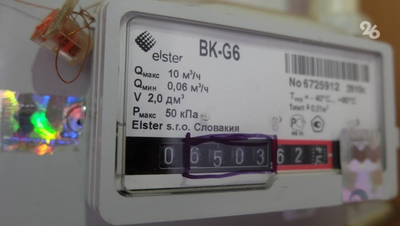 96
elster
BK-G6
Qмакс 10 м³/ч
Qмин 0,06 м³/ч
V 2,0 дм³
Pмакс 50 кПа
Elster s.r.o. Словакия
No 6725912
06503,62